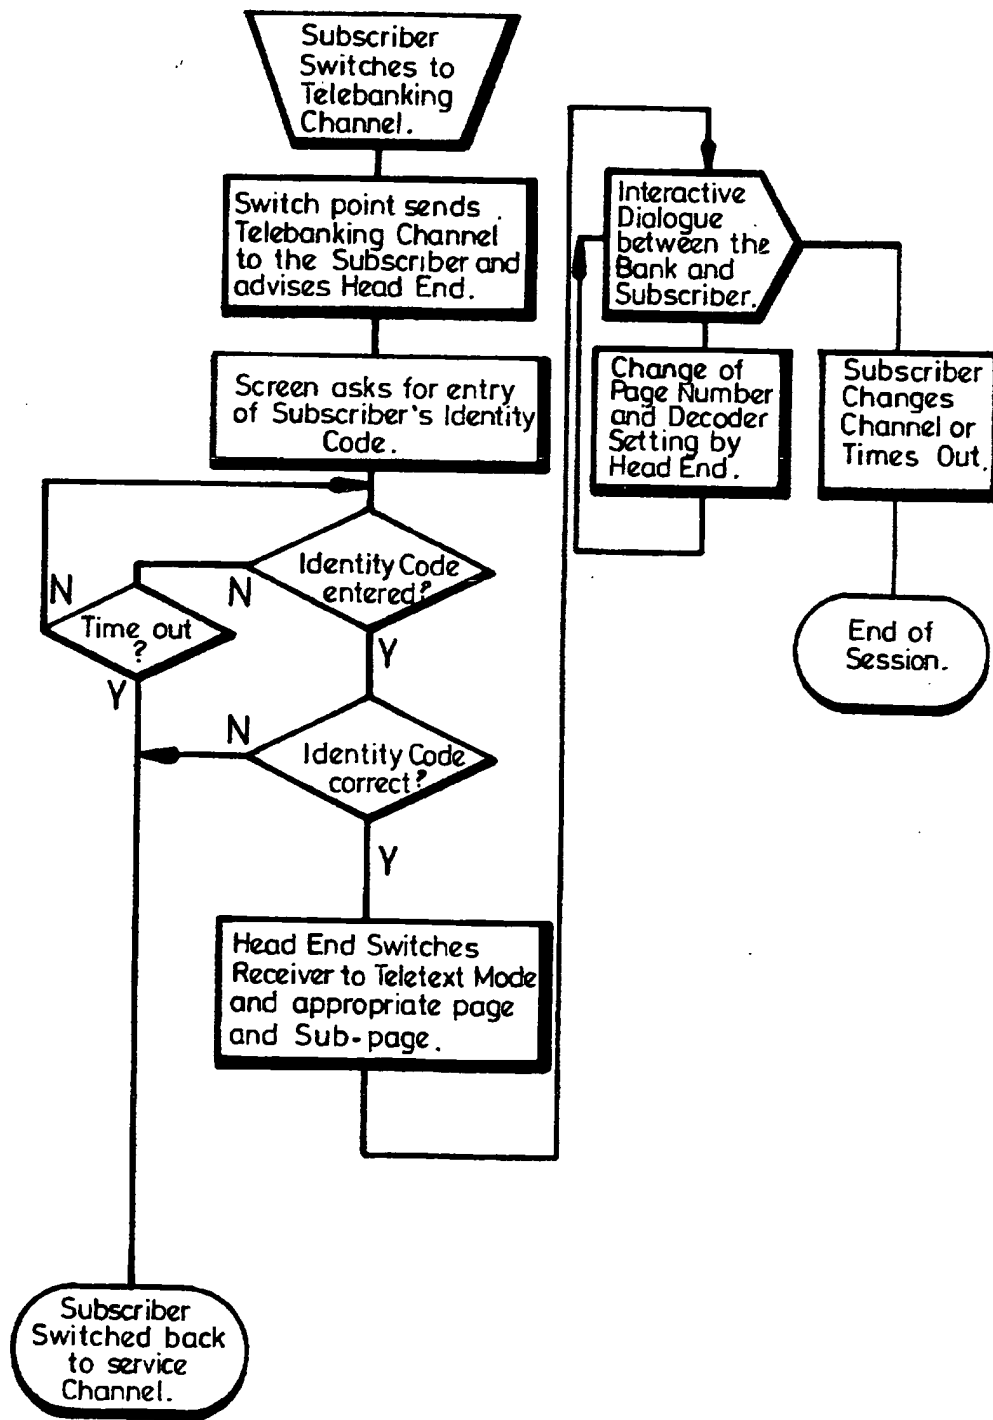 Subscriber
Switches to
Telebanking
Channel.
Switch point sends
Telebanking Channel
to the Subscriber and
advises Head End.
Screen asks for entry
of Subscriber's Identity
Code.
Identity Code
entered?
N
Y
N
Time out
?
Y
Identity Code
correct?
N
Y
Head End Switches
Receiver to Teletext Mode
and appropriate page
and Sub-page.
Subscriber
Switched back
to service
Channel.
Interactive
Dialogue
between the
Bank and
Subscriber.
Change of
Page Number
and Decoder
Setting by
Head End.
Subscriber
Changes
Channel or
Times Out.
End of
Session.